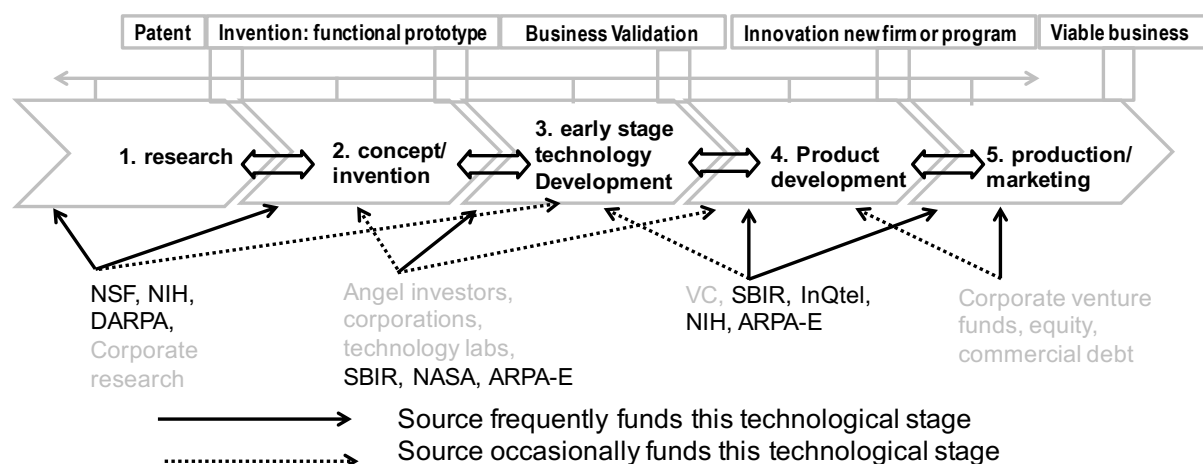 Patent
Invention: functional prototype
Business Validation
Innovation new firm or program
Viable business
1. research
2. concept/
invention
3. early stage
technology
Development
4. Product
development
5. production/
marketing
NSF, NIH,
DARPA,
Corporate
research
Angel investors,
corporations,
technology labs,
SBIR, NASA, ARPA-E
VC, SBIR, InQtel,
NIH, ARPA-E
Corporate venture
funds, equity,
commercial debt
Source frequently funds this technological stage
Source occasionally funds this technological stage